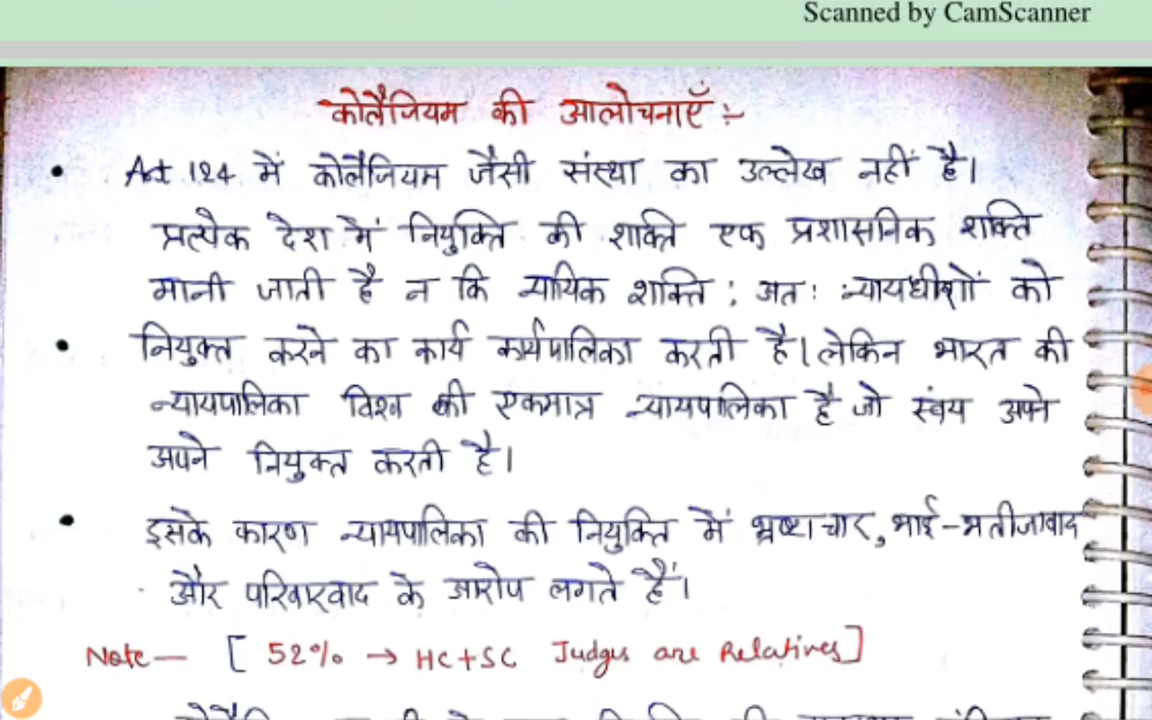 Scanned by CamScanner
कोलैजियम की आलोचनाएँ :-
• Act 124 में कोलैजियम जैसी संस्था का उल्लेख नहीं है।
प्रत्येक देश में नियुक्ति की शक्ति एक प्रशासनिक शक्ति
मानी जाती है न कि न्यायिक शक्ति ; अतः न्यायधीशों को
• नियुक्त करने का कार्य कार्यपालिका करती है। लेकिन भारत की
न्यायपालिका विश्व की एकमात्र न्यायपालिका है जो स्वंय अपने
अपने नियुक्त करती है।
• इसके कारण न्यायपालिका की नियुक्ति में भ्रष्टाचार, भाई-भतीजावाद
और परिवारवाद के आरोप लगते हैं।
Note— [ 52% → HC+SC Judges are Relatives]